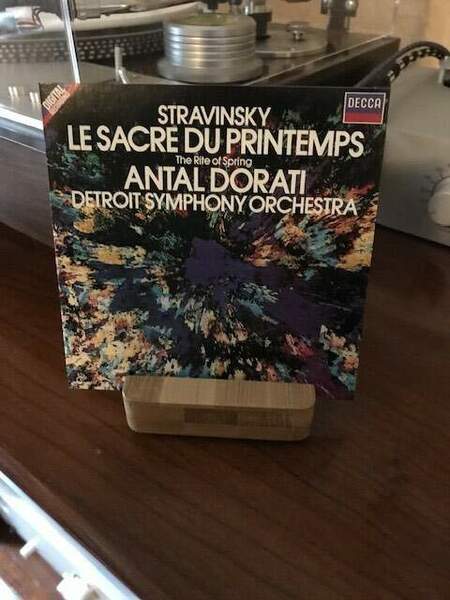 DIGITAL
DECCA
STRAVINSKY
LE SACRE DU PRINTEMPS
The Rite of Spring
ANTAL DORATI
DETROIT SYMPHONY ORCHESTRA